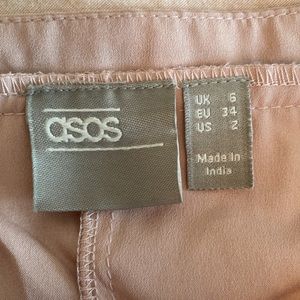 asos
UK 6
EU 34
US 2
Made in
India